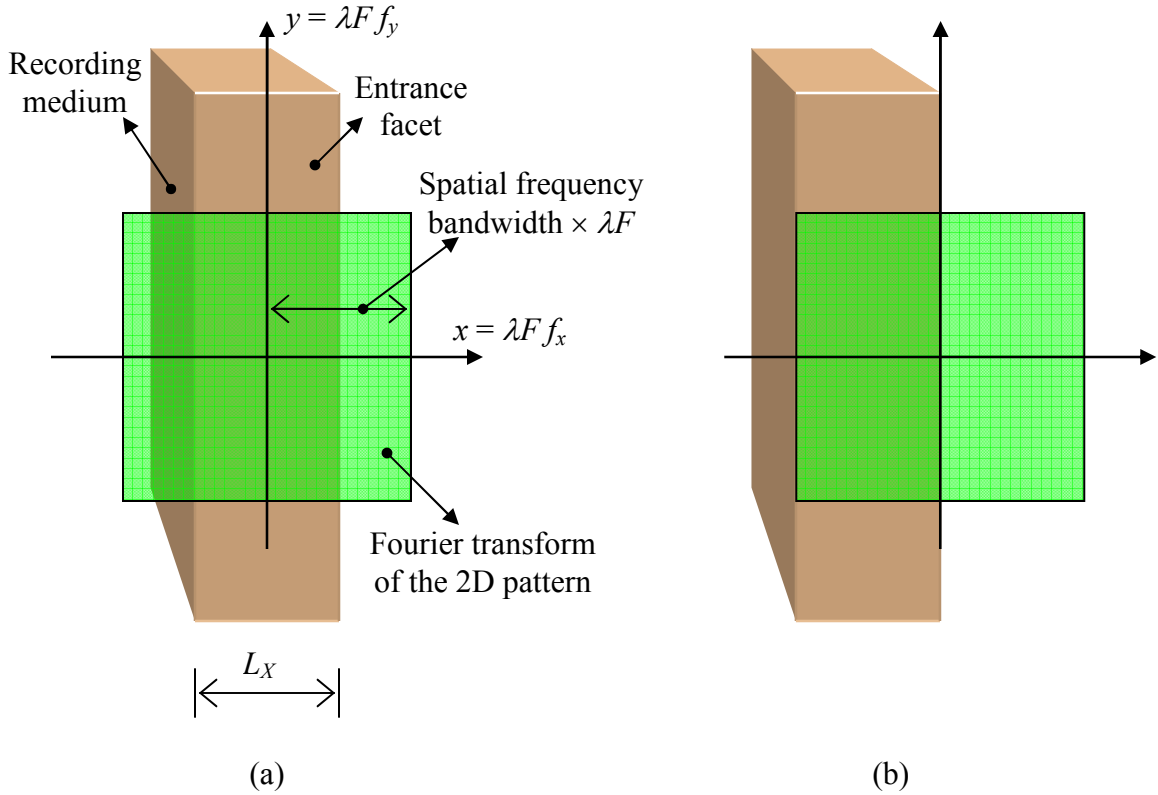 y = λF f_y
Recording
medium
Entrance
facet
Spatial frequency
bandwidth × λF
x = λF f_x
Fourier transform
of the 2D pattern
L_X
(a)
(b)